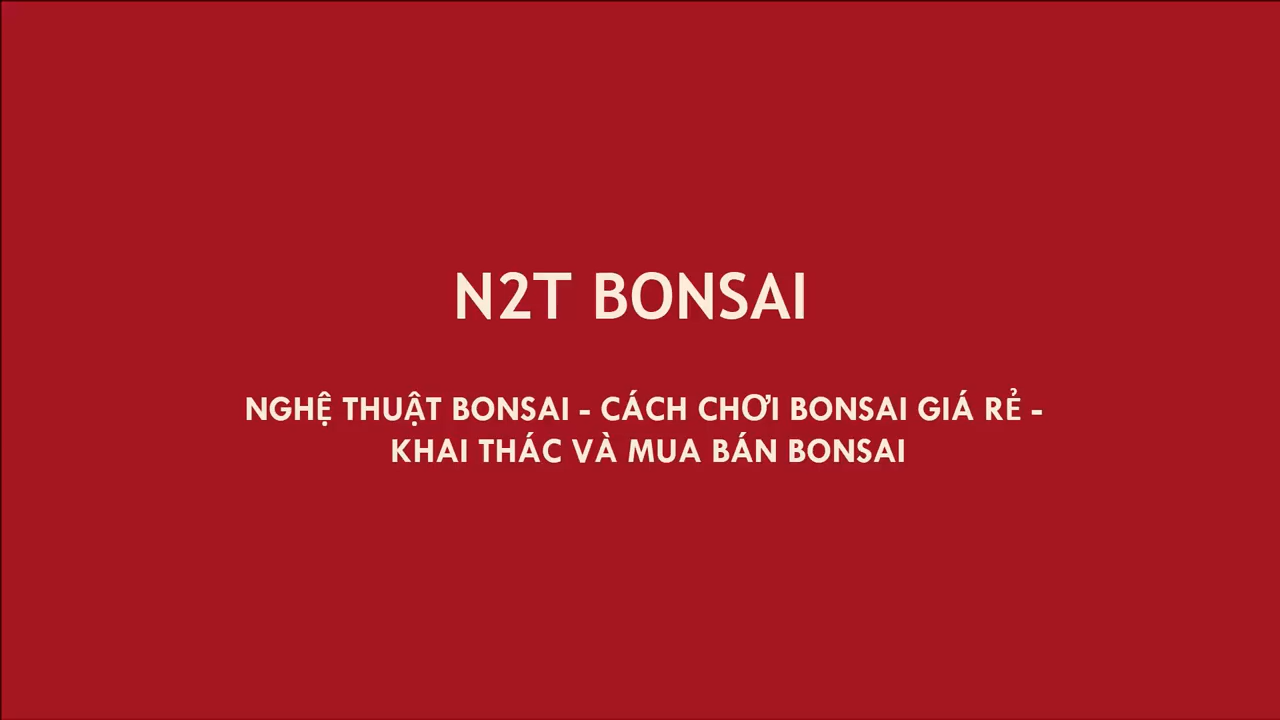 N2T BONSAI
NGHỆ THUẬT BONSAI - CÁCH CHƠI BONSAI GIÁ RẺ -
KHAI THÁC VÀ MUA BÁN BONSAI